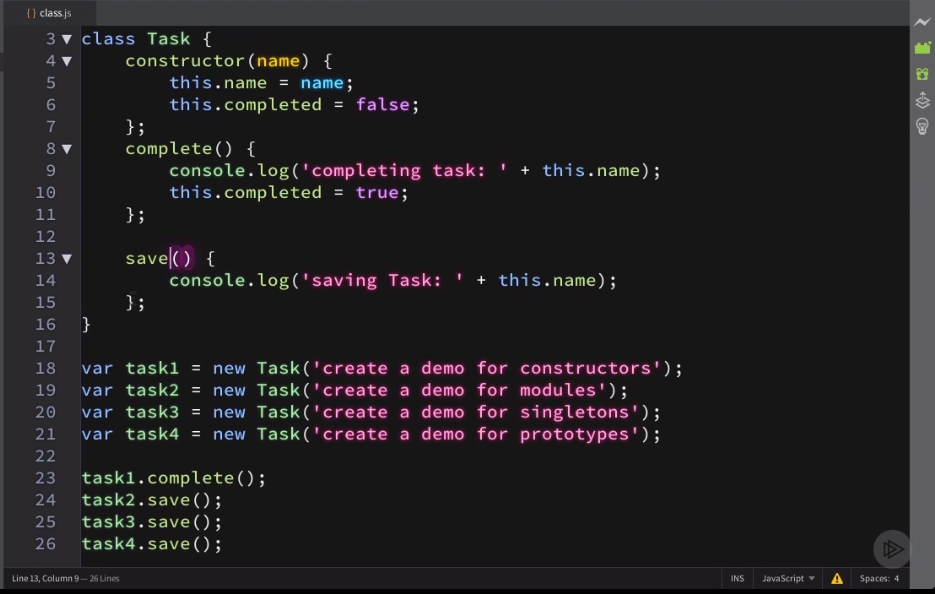 { } class.js
3 ▼ class Task {
4 ▼     constructor(name) {
5         this.name = name;
6         this.completed = false;
7     };
8 ▼     complete() {
9         console.log('completing task: ' + this.name);
10         this.completed = true;
11     };
12
13 ▼     save() {
14         console.log('saving Task: ' + this.name);
15     };
16 }
17
18 var task1 = new Task('create a demo for constructors');
19 var task2 = new Task('create a demo for modules');
20 var task3 = new Task('create a demo for singletons');
21 var task4 = new Task('create a demo for prototypes');
22
23 task1.complete();
24 task2.save();
25 task3.save();
26 task4.save();
Line 13, Column 9 — 26 Lines INS JavaScript ▼ Spaces: 4